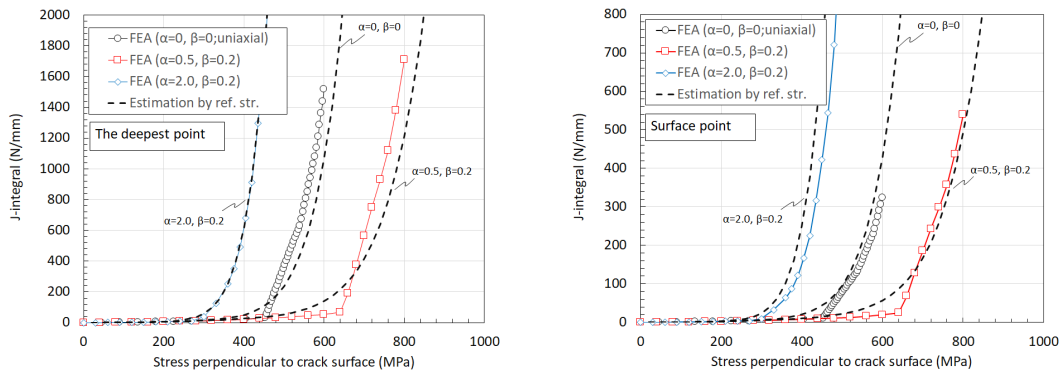 J-integral (N/mm)
2000
1800
1600
1400
1200
1000
800
600
400
200
0
FEA (α=0, β=0;uniaxial)
FEA (α=0.5, β=0.2)
FEA (α=2.0, β=0.2)
Estimation by ref. str.
The deepest point
α=0, β=0
α=0.5, β=0.2
α=2.0, β=0.2
0 200 400 600 800 1000
Stress perpendicular to crack surface (MPa)
J-integral (N/mm)
800
700
600
500
400
300
200
100
0
FEA (α=0, β=0;uniaxial)
FEA (α=0.5, β=0.2)
FEA (α=2.0, β=0.2)
Estimation by ref. str.
Surface point
α=0, β=0
α=0.5, β=0.2
α=2.0, β=0.2
0 200 400 600 800 1000
Stress perpendicular to crack surface (MPa)